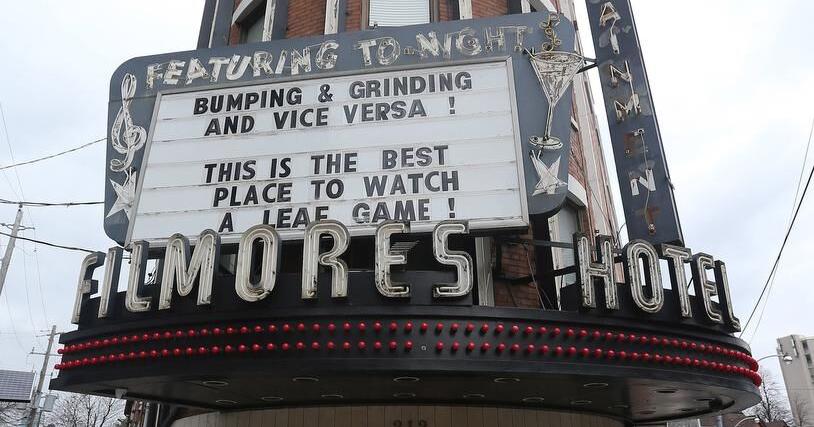 FEATURING TO-NIGHT
BUMPING & GRINDING
AND VICE VERSA !
THIS IS THE BEST
PLACE TO WATCH
A LEAF GAME !
FILMORES HOTEL
212